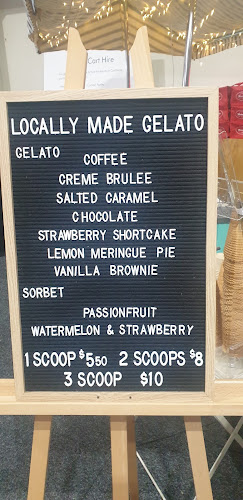 Cart Hire
LOCALLY MADE GELATO
GELATO
COFFEE
CREME BRULEE
SALTED CARAMEL
CHOCOLATE
STRAWBERRY SHORTCAKE
LEMON MERINGUE PIE
VANILLA BROWNIE
SORBET
PASSIONFRUIT
WATERMELON & STRAWBERRY
1 SCOOP $5.50 2 SCOOPS $8
3 SCOOP $10